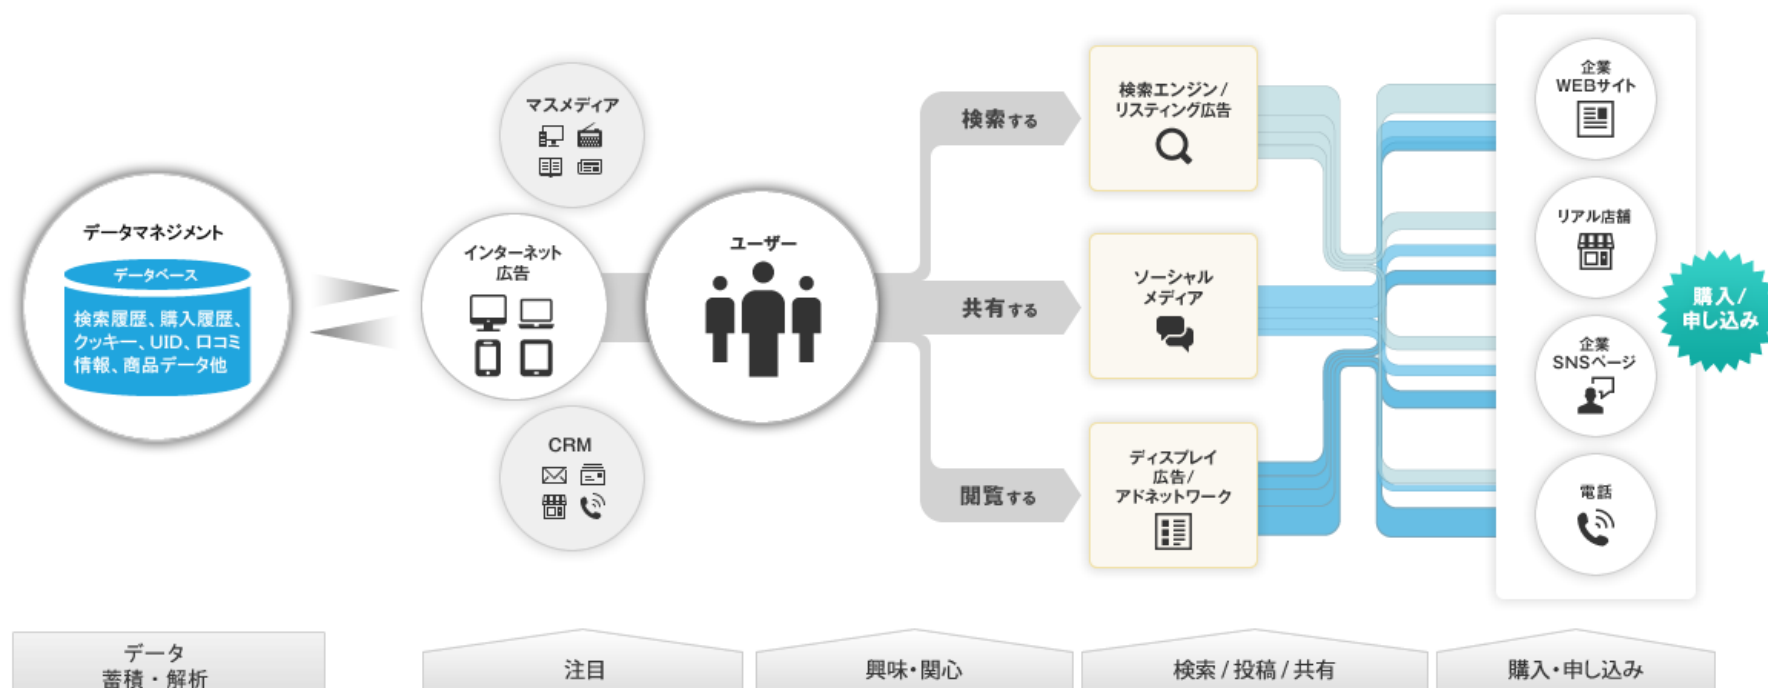 データマネジメント
データベース
検索履歴、購入履歴、
クッキー、UID、口コミ
情報、商品データ他
マスメディア
インターネット
広告
CRM
ユーザー
検索する
共有する
閲覧する
検索エンジン/
リスティング広告
ソーシャル
メディア
ディスプレイ
広告/
アドネットワーク
企業
WEBサイト
リアル店舗
企業
SNSページ
電話
購入/
申し込み
データ
蓄積・解析
注目
興味・関心
検索 / 投稿 / 共有
購入・申し込み